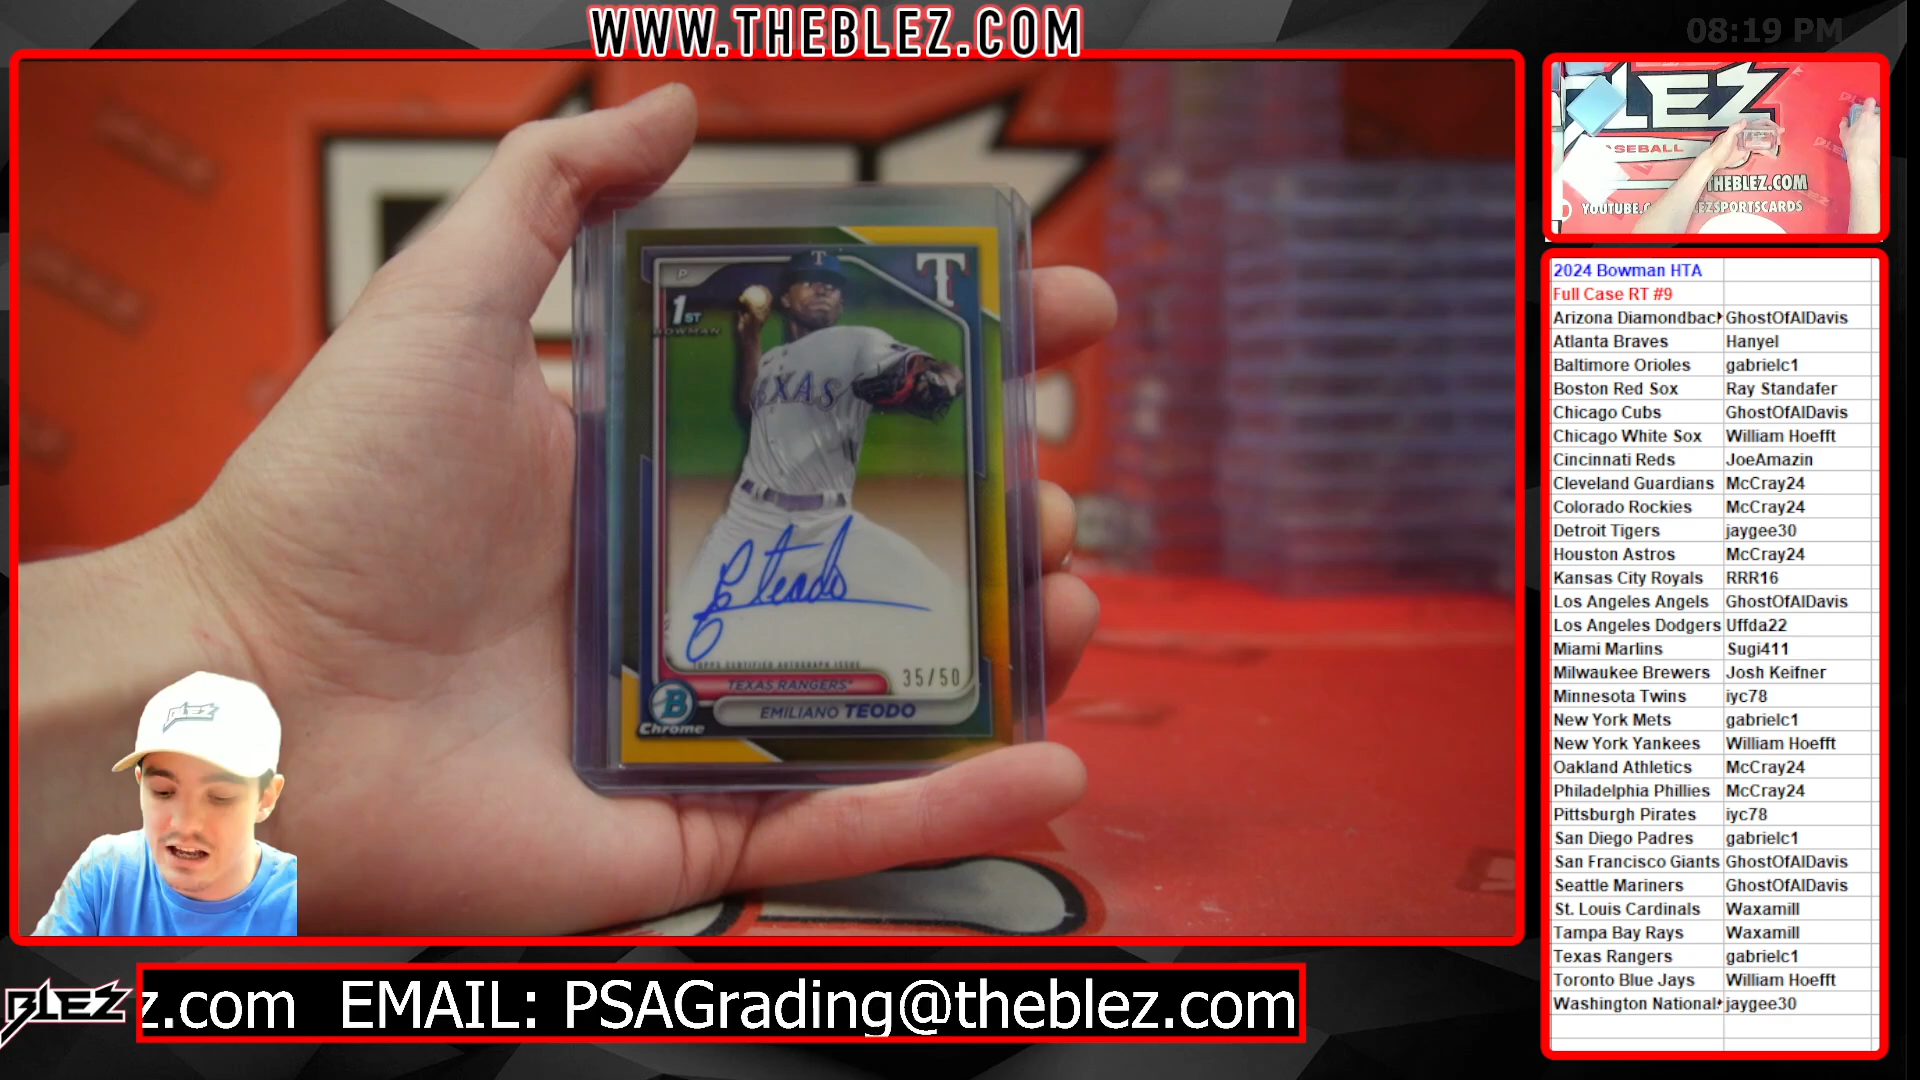 WWW.THEBLEZ.COM
08:19 PM
T
T
P
1ST
BOWMAN
TEXAS
TOPPS CERTIFIED AUTOGRAPH ISSUE
35/50
TEXAS RANGERS
EMILIANO TEODO
B
Chrome
BLEZ
BLEZ
z.com EMAIL: PSAGrading@theblez.com
LEZ
SEBALL
THEBLEZ.COM
YOUTUBE.C EZSPORTSCARDS
2024 Bowman HTA
Full Case RT #9
Arizona Diamondback GhostOfAlDavis
Atlanta Braves Hanyel
Baltimore Orioles gabrielc1
Boston Red Sox Ray Standafer
Chicago Cubs GhostOfAlDavis
Chicago White Sox William Hoefft
Cincinnati Reds JoeAmazin
Cleveland Guardians McCray24
Colorado Rockies McCray24
Detroit Tigers jaygee30
Houston Astros McCray24
Kansas City Royals RRR16
Los Angeles Angels GhostOfAlDavis
Los Angeles Dodgers Uffda22
Miami Marlins Sugi411
Milwaukee Brewers Josh Keifner
Minnesota Twins iyc78
New York Mets gabrielc1
New York Yankees William Hoefft
Oakland Athletics McCray24
Philadelphia Phillies McCray24
Pittsburgh Pirates iyc78
San Diego Padres gabrielc1
San Francisco Giants GhostOfAlDavis
Seattle Mariners GhostOfAlDavis
St. Louis Cardinals Waxamill
Tampa Bay Rays Waxamill
Texas Rangers gabrielc1
Toronto Blue Jays William Hoefft
Washington National jaygee30